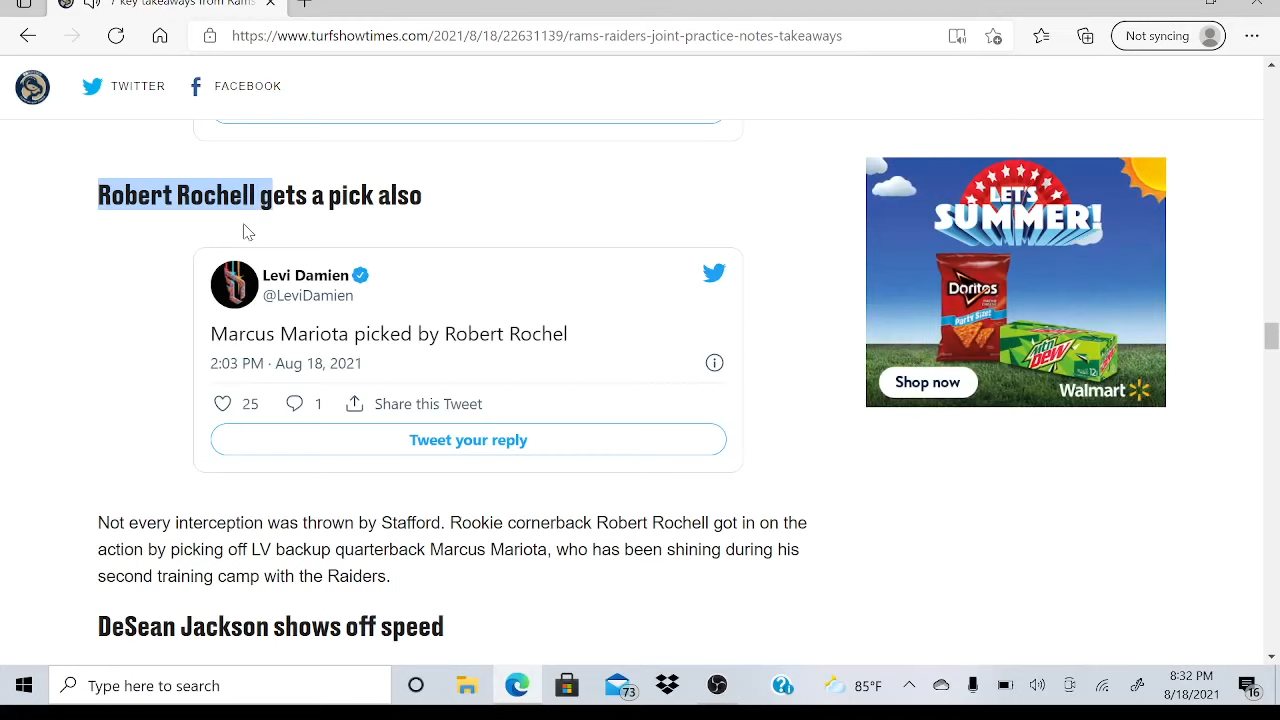 7 key takeaways from Rams
https://www.turfshowtimes.com/2021/8/18/22631139/rams-raiders-joint-practice-notes-takeaways
Not syncing
TWITTER
FACEBOOK
Robert Rochell gets a pick also
Levi Damien
@LeviDamien
Marcus Mariota picked by Robert Rochel
2:03 PM · Aug 18, 2021
25
1
Share this Tweet
Tweet your reply
LET'S
SUMMER!
Doritos
PARTY SIZE!
mtn
DEW
12
Shop now
Walmart
Not every interception was thrown by Stafford. Rookie cornerback Robert Rochell got in on the
action by picking off LV backup quarterback Marcus Mariota, who has been shining during his
second training camp with the Raiders.
DeSean Jackson shows off speed
Type here to search
73
85°F
8:32 PM
8/18/2021
16